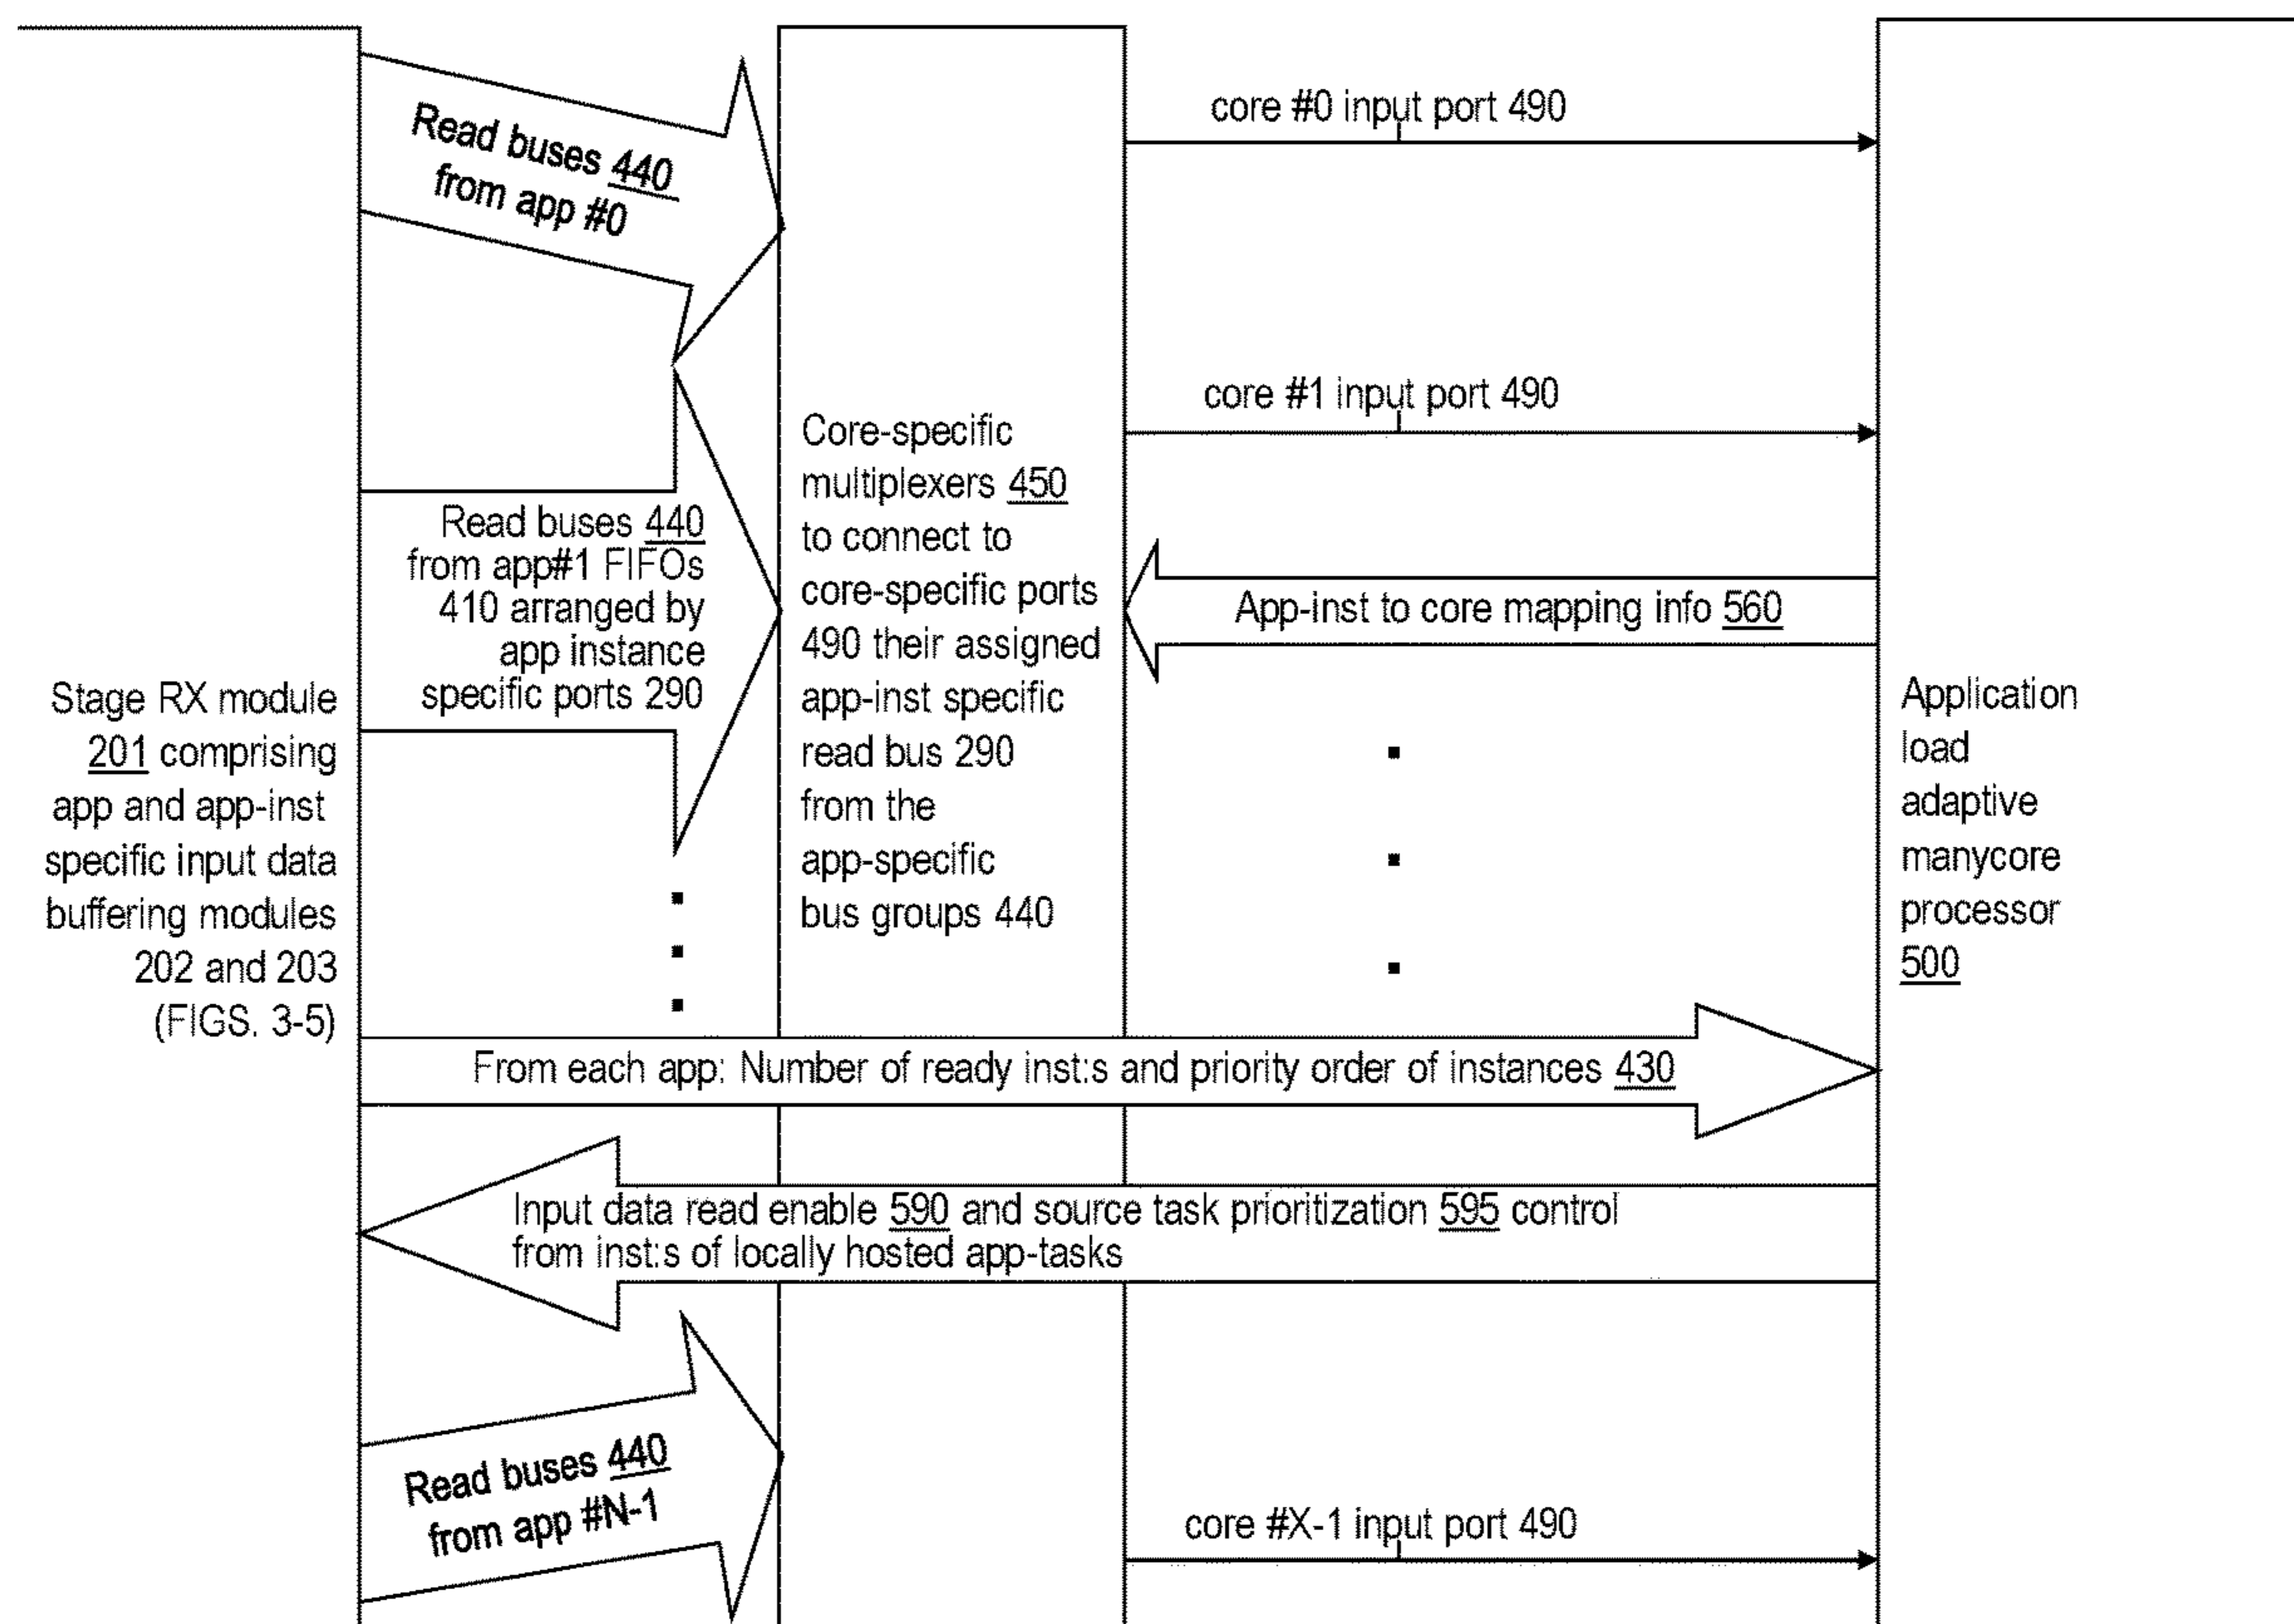 Read buses 440
from app #0
core #0 input port 490
core #1 input port 490
Read buses 440
from app#1 FIFOs
410 arranged by
app instance
specific ports 290
Core-specific
multiplexers 450
to connect to
core-specific ports
490 their assigned
app-inst specific
read bus 290
from the
app-specific
bus groups 440
App-inst to core mapping info 560
Stage RX module
201 comprising
app and app-inst
specific input data
buffering modules
202 and 203
(FIGS. 3-5)
Application
load
adaptive
manycore
processor
500
From each app: Number of ready inst:s and priority order of instances 430
Input data read enable 590 and source task prioritization 595 control
from inst:s of locally hosted app-tasks
Read buses 440
from app #N-1
core #X-1 input port 490